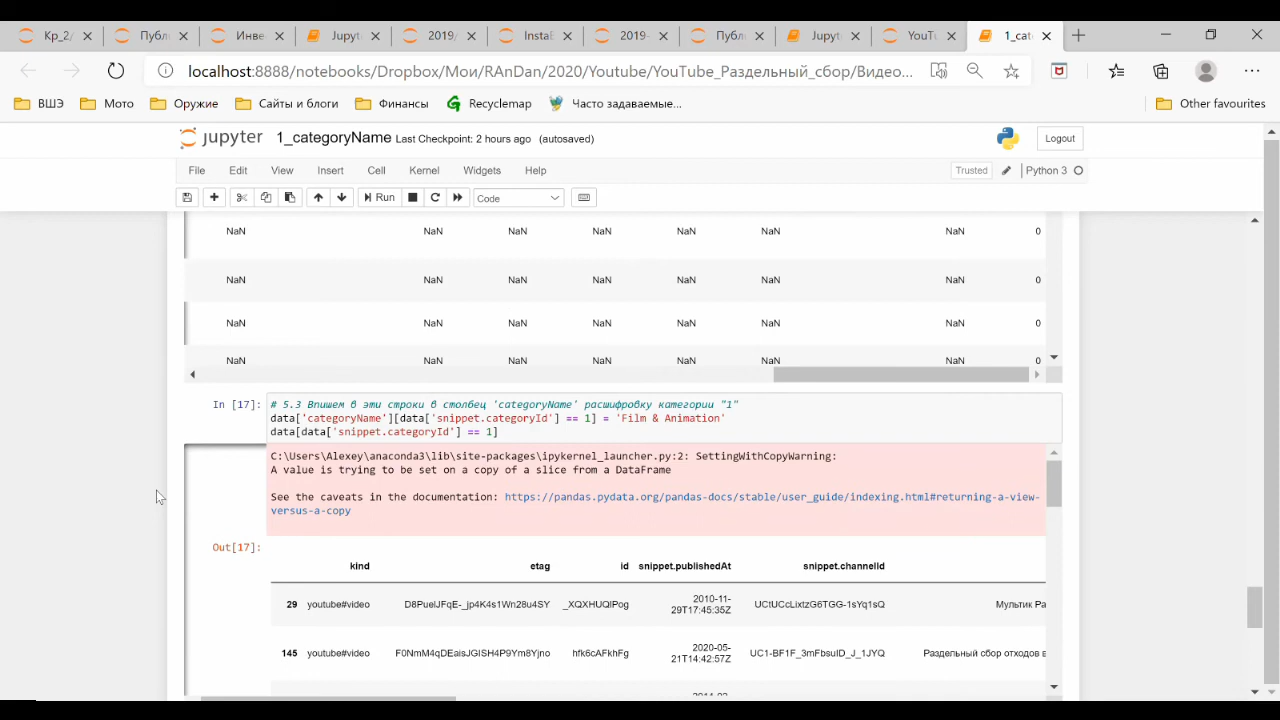 Кр_2/
Публ
Инве
Jupyt
2019/
InstaE
2019-
Публ
Jupyt
YouTu
1_cate
localhost:8888/notebooks/Dropbox/Мои/RAnDan/2020/Youtube/YouTube_Раздельный_сбор/Видео...
ВШЭ
Мото
Оружие
Сайты и блоги
Финансы
Recyclemap
Часто задаваемые...
Other favourites
jupyter 1_categoryName Last Checkpoint: 2 hours ago (autosaved)
Logout
File Edit View Insert Cell Kernel Widgets Help
Trusted
Python 3
Run
Code
NaN NaN NaN NaN NaN NaN NaN 0
NaN NaN NaN NaN NaN NaN NaN 0
NaN NaN NaN NaN NaN NaN NaN 0
NaN NaN NaN NaN NaN NaN NaN 0
In [17]: # 5.3 Впишем в эти строки в столбец 'categoryName' расшифровку категории "1"
data['categoryName'][data['snippet.categoryId'] == 1] = 'Film & Animation'
data[data['snippet.categoryId'] == 1]
C:\Users\Alexey\anaconda3\lib\site-packages\ipykernel_launcher.py:2: SettingWithCopyWarning:
A value is trying to be set on a copy of a slice from a DataFrame
See the caveats in the documentation: https://pandas.pydata.org/pandas-docs/stable/user_guide/indexing.html#returning-a-view-
versus-a-copy
Out[17]:
kind etag id snippet.publishedAt snippet.channelId
29 youtube#video D8PuelJFqE-_jp4K4s1Wn28u4SY _XQXHUQlPog 2010-11-
29T17:45:35Z UCtUCcLixtzG6TGG-1sYq1sQ Мультик Ра
145 youtube#video F0NmM4qDEaisJGISH4P9Ym8Yjno hfk6cAFkhFg 2020-05-
21T14:42:57Z UC1-BF1F_3mFbsuID_J_1JYQ Раздельный сбор отходов в